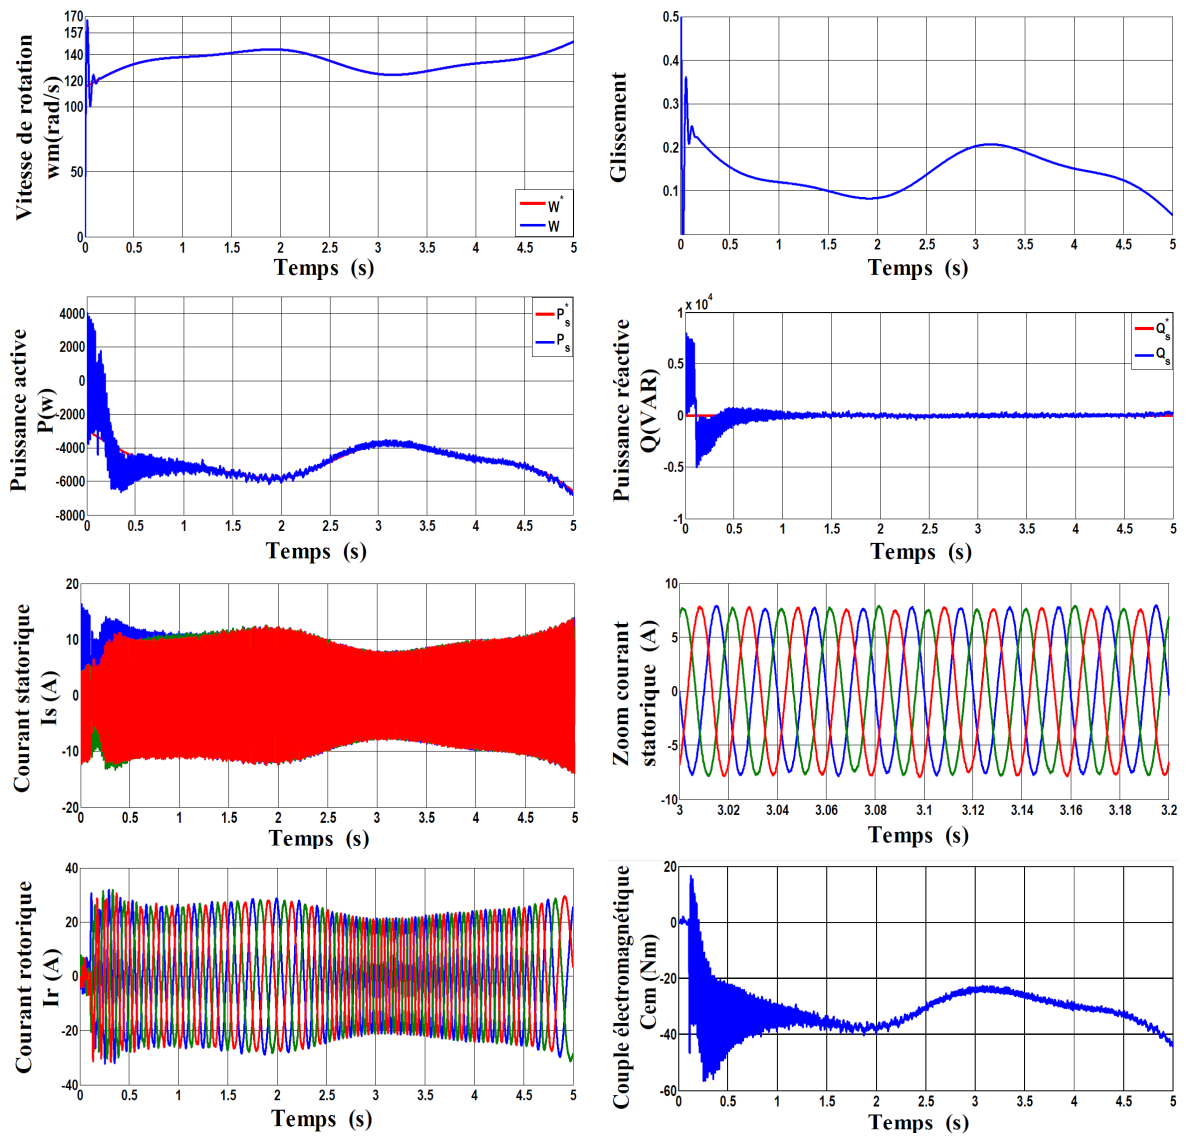 170
157
140
120
100
50
0
Vitesse de rotation
wm(rad/s)
W*
W
0 0.5 1 1.5 2 2.5 3 3.5 4 4.5 5
Temps (s)
0.5
0.4
0.3
0.2
0.1
Glissement
0 0.5 1 1.5 2 2.5 3 3.5 4 4.5 5
Temps (s)
4000
2000
0
-2000
-4000
-6000
-8000
Puissance active
P(w)
P*s
Ps
0 0.5 1 1.5 2 2.5 3 3.5 4 4.5 5
Temps (s)
x 10^4
1
0.5
0
-0.5
-1
Puissance réactive
Q(VAR)
Q*s
Qs
0 0.5 1 1.5 2 2.5 3 3.5 4 4.5 5
Temps (s)
20
10
0
-10
-20
Courant statorique
Is (A)
0 0.5 1 1.5 2 2.5 3 3.5 4 4.5 5
Temps (s)
10
5
0
-5
-10
Zoom courant
statorique (A)
3 3.02 3.04 3.06 3.08 3.1 3.12 3.14 3.16 3.18 3.2
Temps (s)
40
20
0
-20
-40
Courant rotorique
Ir (A)
0 0.5 1 1.5 2 2.5 3 3.5 4 4.5 5
Temps (s)
20
0
-20
-40
-60
Couple électromagnétique
Cem (Nm)
0 0.5 1 1.5 2 2.5 3 3.5 4 4.5 5
Temps (s)